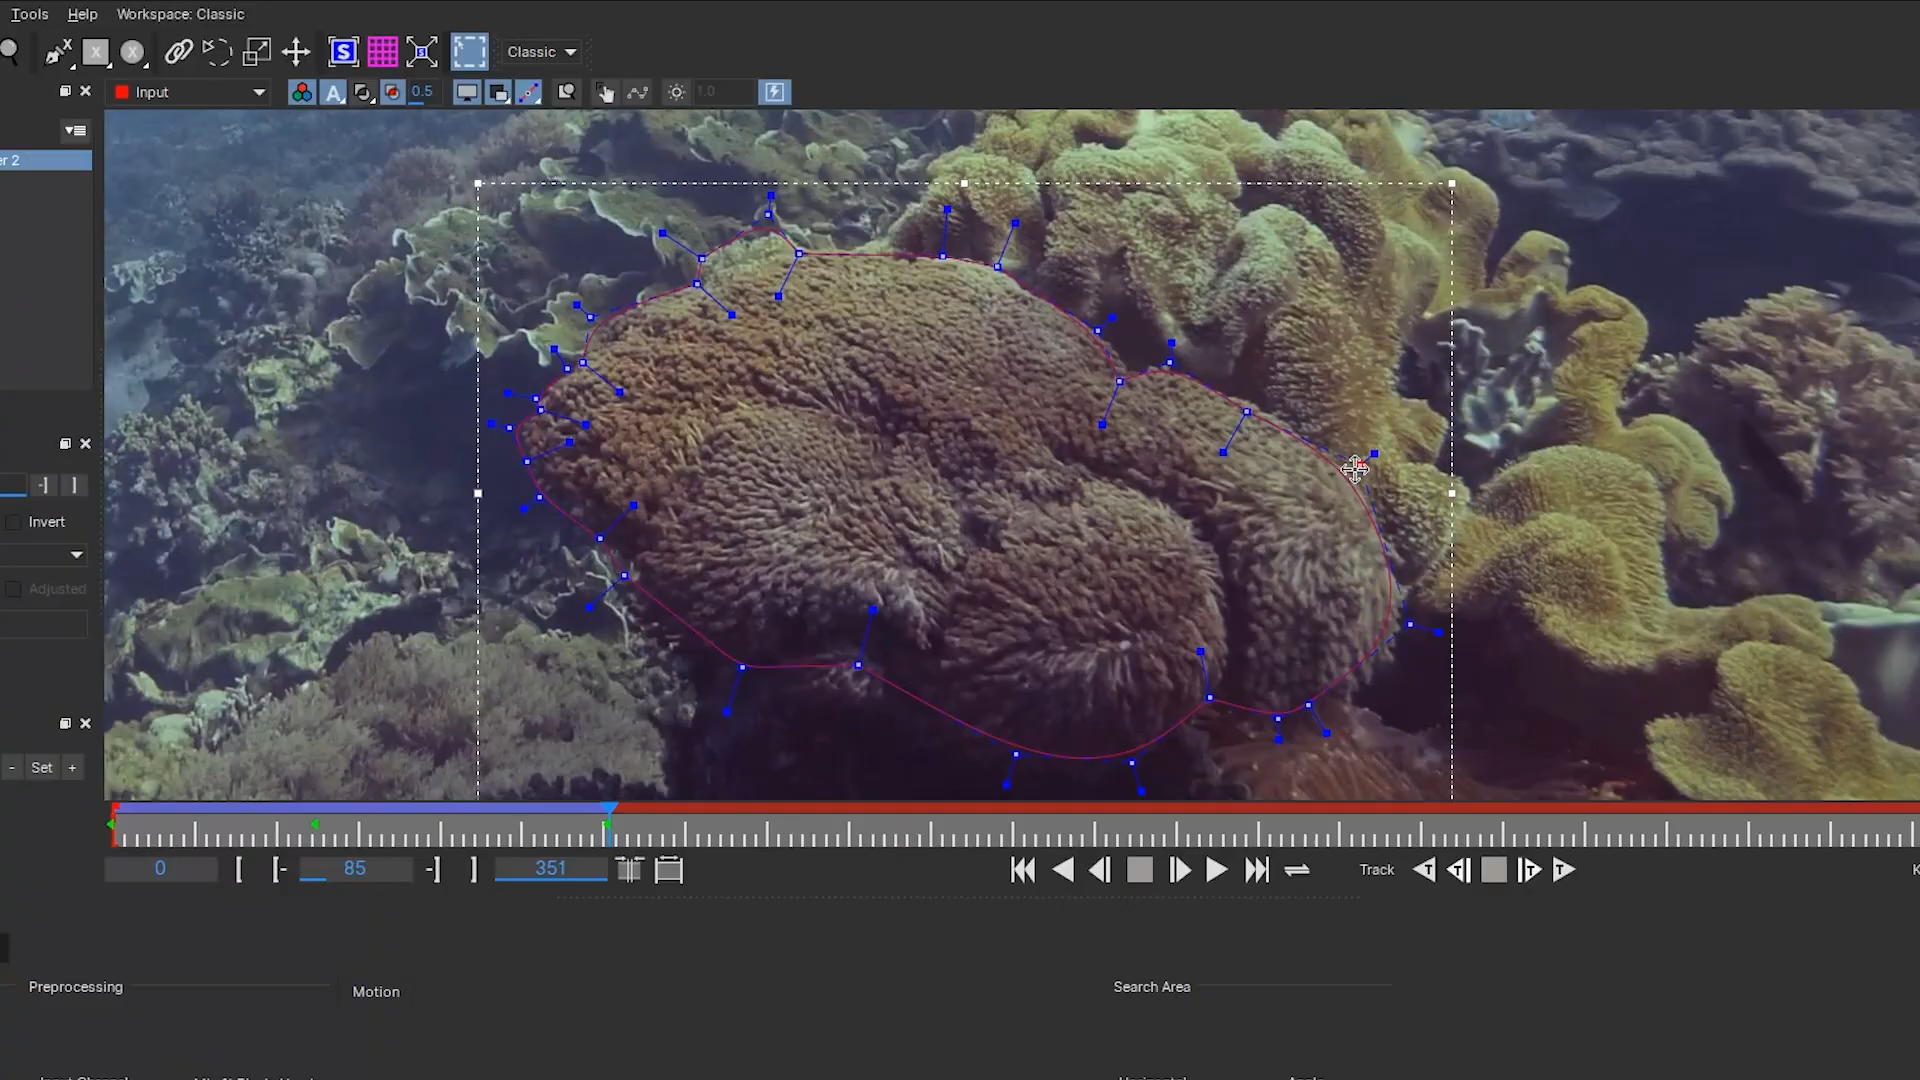 Tools Help Workspace: Classic
Classic
Input
A
0.5
1.0
S
er 2
Invert
Adjusted
- Set +
0
85
351
Track
Preprocessing
Motion
Search Area